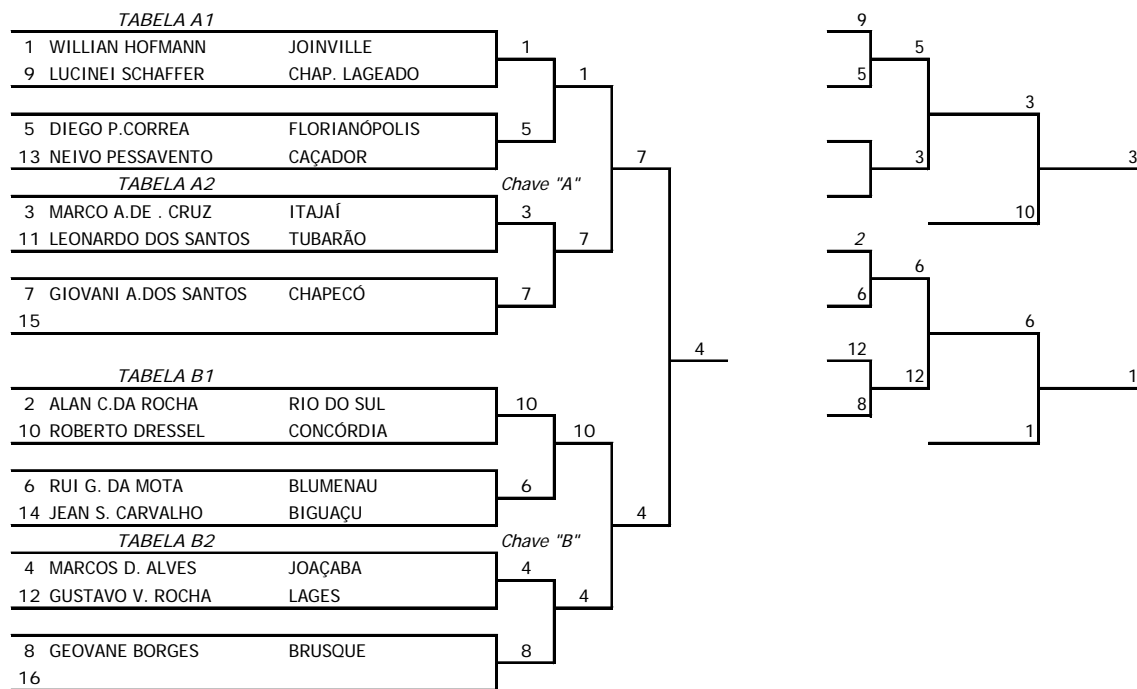 TABELA A1 9
1 WILLIAN HOFMANN JOINVILLE 1 5
9 LUCINEI SCHAFFER CHAP. LAGEADO 1 5
3
5 DIEGO P.CORREA FLORIANÓPOLIS 5
13 NEIVO PESSAVENTO CAÇADOR 7 3 3
TABELA A2 Chave "A"
3 MARCO A.DE . CRUZ ITAJAÍ 3 10
11 LEONARDO DOS SANTOS TUBARÃO 7 2
6
7 GIOVANI A.DOS SANTOS CHAPECÓ 7 6
15 6
4 12
TABELA B1 12 1
2 ALAN C.DA ROCHA RIO DO SUL 10 8
10 ROBERTO DRESSEL CONCÓRDIA 10 1
6 RUI G. DA MOTA BLUMENAU 6
14 JEAN S. CARVALHO BIGUAÇU 4
TABELA B2 Chave "B"
4 MARCOS D. ALVES JOAÇABA 4
12 GUSTAVO V. ROCHA LAGES 4
8 GEOVANE BORGES BRUSQUE 8
16